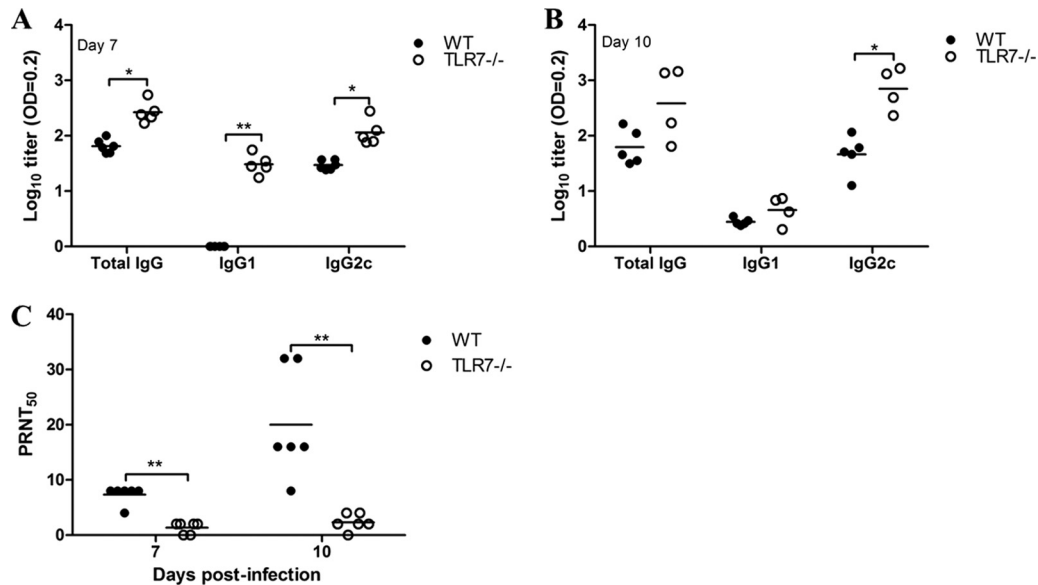 A
Day 7
WT
TLR7-/-
Log10 titer (OD=0.2)
4
3
2
1
0
*
**
*
Total IgG
IgG1
IgG2c
B
Day 10
WT
TLR7-/-
Log10 titer (OD=0.2)
4
3
2
1
0
*
Total IgG
IgG1
IgG2c
C
WT
TLR7-/-
PRNT50
40
30
20
10
0
**
**
7
10
Days post-infection